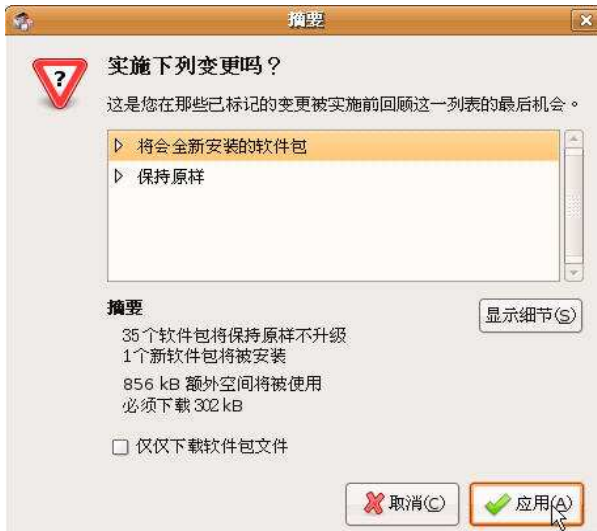 摘要
实施下列变更吗？
这是您在那些已标记的变更被实施前回顾这一列表的最后机会。
将会全新安装的软件包
保持原样
摘要
显示细节(S)
35个软件包将保持原样不升级
1个新软件包将被安装
856 kB 额外空间将被使用
必须下载302 kB
仅仅下载软件包文件
取消(C)
应用(A)